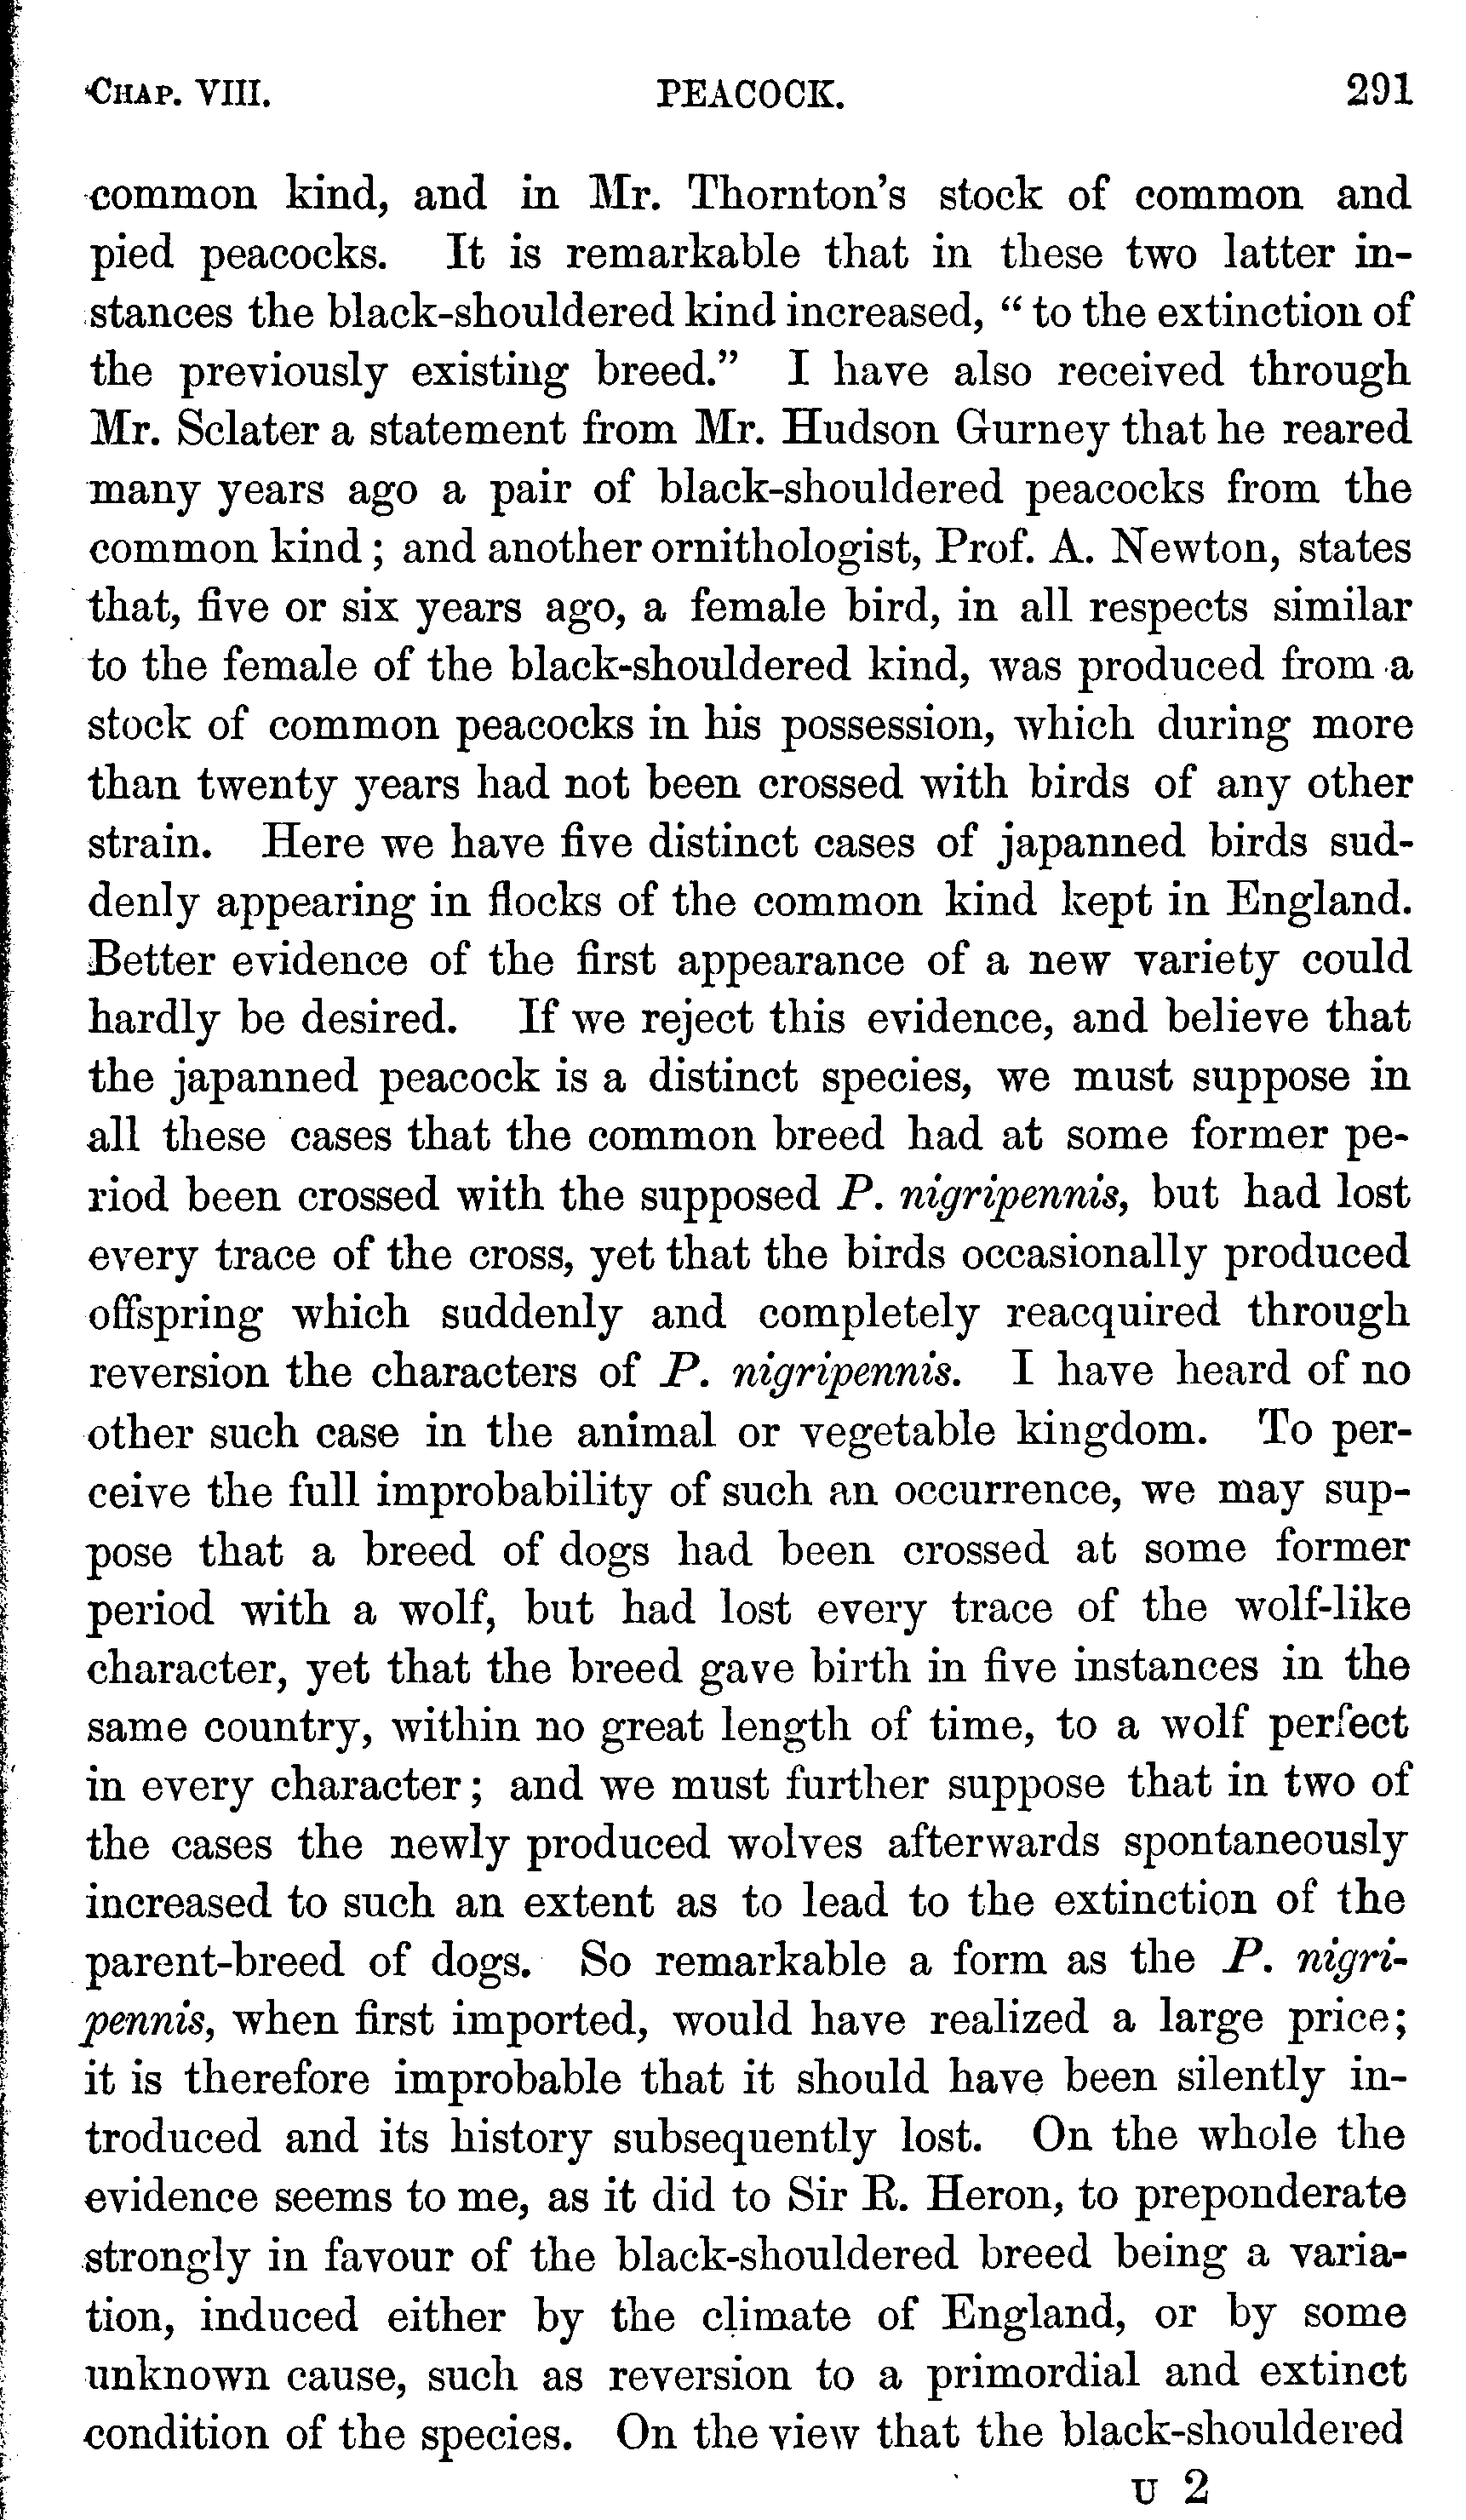 CHAP. VIII. PEACOCK. 291
common kind, and in Mr. Thornton's stock of common and
pied peacocks. It is remarkable that in these two latter in-
stances the black-shouldered kind increased, "to the extinction of
the previously existing breed." I have also received through
Mr. Sclater a statement from Mr. Hudson Gurney that he reared
many years ago a pair of black-shouldered peacocks from the
common kind; and another ornithologist, Prof. A. Newton, states
that, five or six years ago, a female bird, in all respects similar
to the female of the black-shouldered kind, was produced from a
stock of common peacocks in his possession, which during more
than twenty years had not been crossed with birds of any other
strain. Here we have five distinct cases of japanned birds sud-
denly appearing in flocks of the common kind kept in England.
Better evidence of the first appearance of a new variety could
hardly be desired. If we reject this evidence, and believe that
the japanned peacock is a distinct species, we must suppose in
all these cases that the common breed had at some former pe-
riod been crossed with the supposed P. nigripennis, but had lost
every trace of the cross, yet that the birds occasionally produced
offspring which suddenly and completely reacquired through
reversion the characters of P. nigripennis. I have heard of no
other such case in the animal or vegetable kingdom. To per-
ceive the full improbability of such an occurrence, we may sup-
pose that a breed of dogs had been crossed at some former
period with a wolf, but had lost every trace of the wolf-like
character, yet that the breed gave birth in five instances in the
same country, within no great length of time, to a wolf perfect
in every character; and we must further suppose that in two of
the cases the newly produced wolves afterwards spontaneously
increased to such an extent as to lead to the extinction of the
parent-breed of dogs. So remarkable a form as the P. nigri-
pennis, when first imported, would have realized a large price;
it is therefore improbable that it should have been silently in-
troduced and its history subsequently lost. On the whole the
evidence seems to me, as it did to Sir R. Heron, to preponderate
strongly in favour of the black-shouldered breed being a varia-
tion, induced either by the climate of England, or by some
unknown cause, such as reversion to a primordial and extinct
condition of the species. On the view that the black-shouldered
U 2